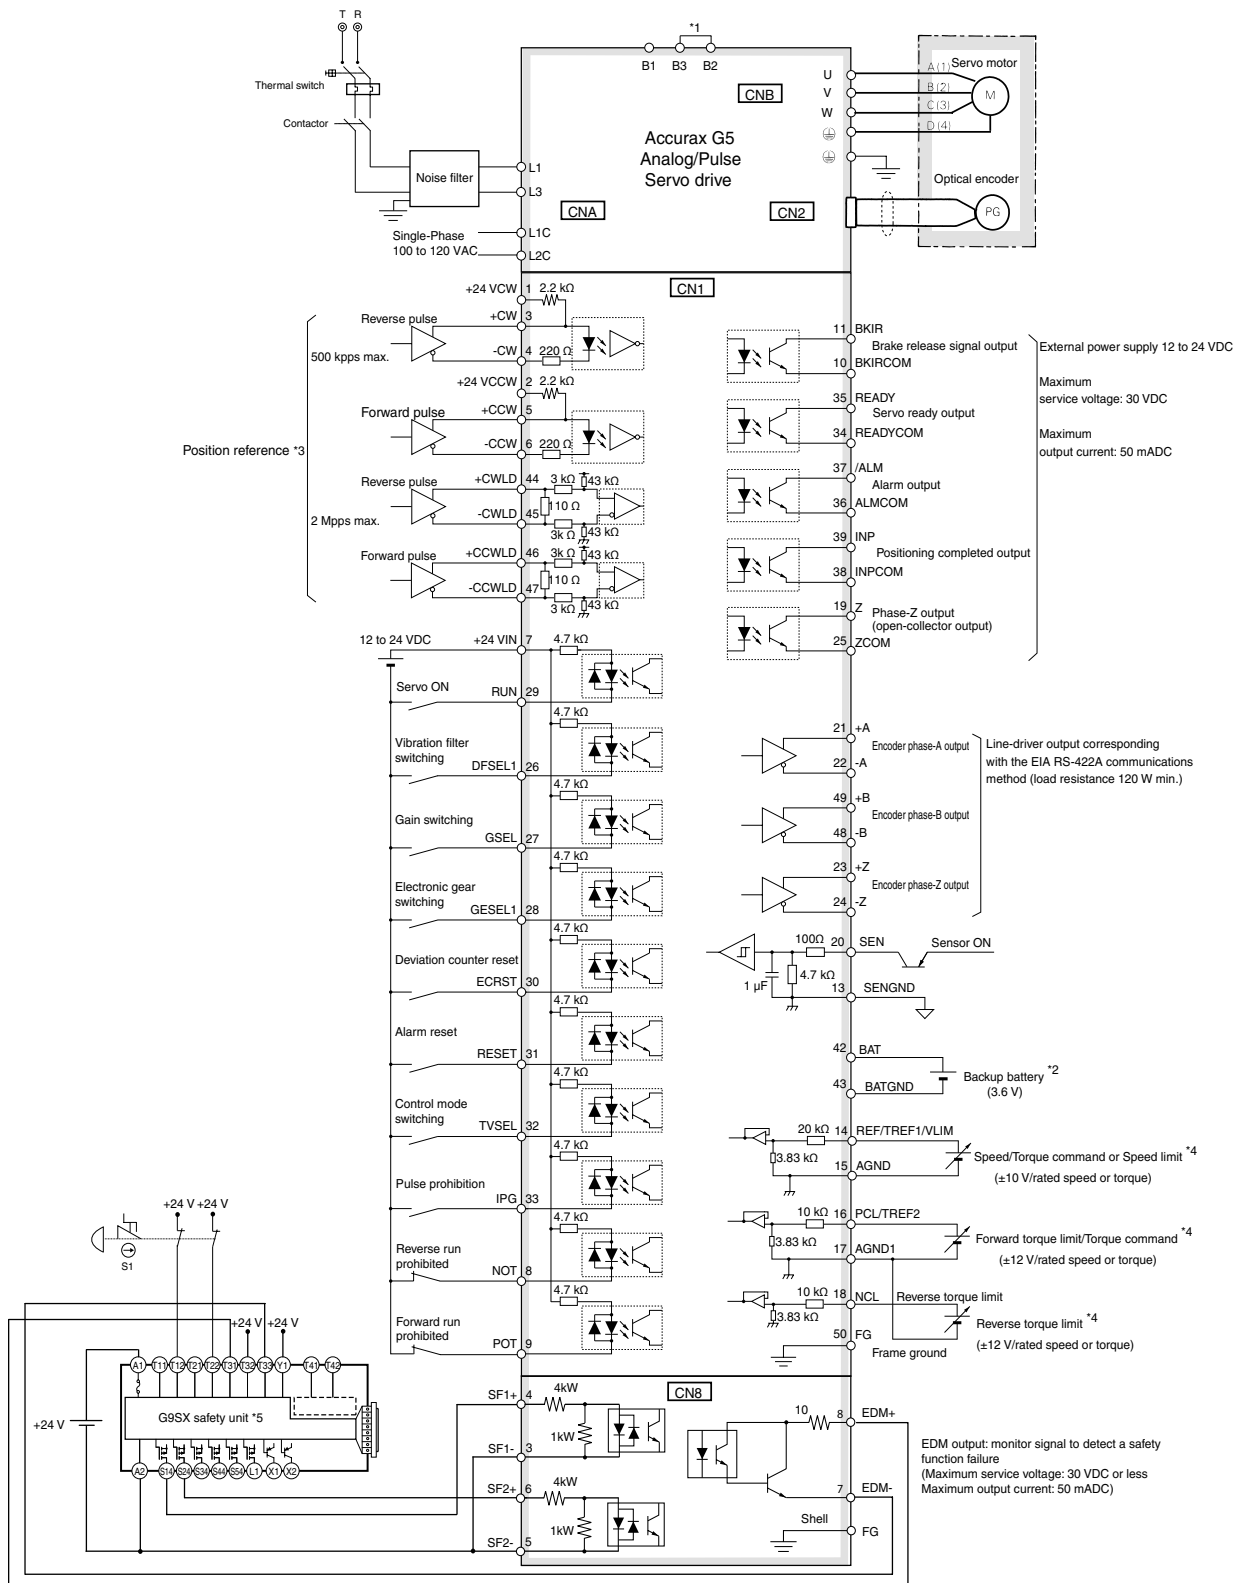 T R
*1
B1 B3 B2
Thermal switch
Contactor
Noise filter
L1
L3
CNA
Single-Phase
100 to 120 VAC
L1C
L2C
CNB
Accurax G5
Analog/Pulse
Servo drive
CN2
U
V
W
A (1)
B (2)
C (3)
D (4)
Servo motor
M
Optical encoder
PG
CN1
+24 VCW 1 2.2 kΩ
Reverse pulse
+CW 3
500 kpps max.
-CW 4 220 Ω
+24 VCCW 2 2.2 kΩ
Forward pulse
+CCW 5
-CCW 6 220 Ω
Position reference *3
Reverse pulse
+CWLD 44 3 kΩ 43 kΩ
110 Ω
2 Mpps max.
-CWLD 45 3kΩ 43 kΩ
Forward pulse
+CCWLD 46 3kΩ 43 kΩ
110 Ω
-CCWLD 47 3 kΩ 43 kΩ
12 to 24 VDC
+24 VIN 7 4.7 kΩ
Servo ON
RUN 29
4.7 kΩ
Vibration filter
switching
DFSEL1 26
4.7 kΩ
Gain switching
GSEL 27
4.7 kΩ
Electronic gear
switching
GESEL1 28
4.7 kΩ
Deviation counter reset
ECRST 30
4.7 kΩ
Alarm reset
RESET 31
4.7 kΩ
Control mode
switching
TVSEL 32
4.7 kΩ
Pulse prohibition
IPG 33
4.7 kΩ
Reverse run
prohibited
NOT 8
4.7 kΩ
Forward run
prohibited
POT 9
11 BKIR
Brake release signal output
10 BKIRCOM
35 READY
Servo ready output
34 READYCOM
37 /ALM
Alarm output
36 ALMCOM
39 INP
Positioning completed output
38 INPCOM
19 Z
Phase-Z output
(open-collector output)
25 ZCOM
External power supply 12 to 24 VDC
Maximum
service voltage: 30 VDC
Maximum
output current: 50 mADC
21 +A
Encoder phase-A output
22 -A
49 +B
Encoder phase-B output
48 -B
23 +Z
Encoder phase-Z output
24 -Z
Line-driver output corresponding
with the EIA RS-422A communications
method (load resistance 120 W min.)
100Ω 20 SEN Sensor ON
1 µF 4.7 kΩ
13 SENGND
42 BAT
Backup battery *2
(3.6 V)
43 BATGND
20 kΩ 14 REF/TREF1/VLIM
3.83 kΩ
15 AGND
Speed/Torque command or Speed limit *4
(±10 V/rated speed or torque)
10 kΩ 16 PCL/TREF2
3.83 kΩ
17 AGND1
Forward torque limit/Torque command *4
(±12 V/rated speed or torque)
10 kΩ 18 NCL
Reverse torque limit
3.83 kΩ
Reverse torque limit *4
(±12 V/rated speed or torque)
50 FG
Frame ground
+24 V +24 V
S1
+24 V +24 V
A1 T11 T12 T21 T22 T31 T32 T33 Y1 T41 T42
+24 V
G9SX safety unit *5
A2 S14 S24 S34 S44 S54 L1 X1 X2
CN8
SF1+ 4 4kW
1kW
SF1- 3
SF2+ 6 4kW
1kW
SF2- 5
10 8 EDM+
7 EDM-
Shell
FG
EDM output: monitor signal to detect a safety
function failure
(Maximum service voltage: 30 VDC or less
Maximum output current: 50 mADC)